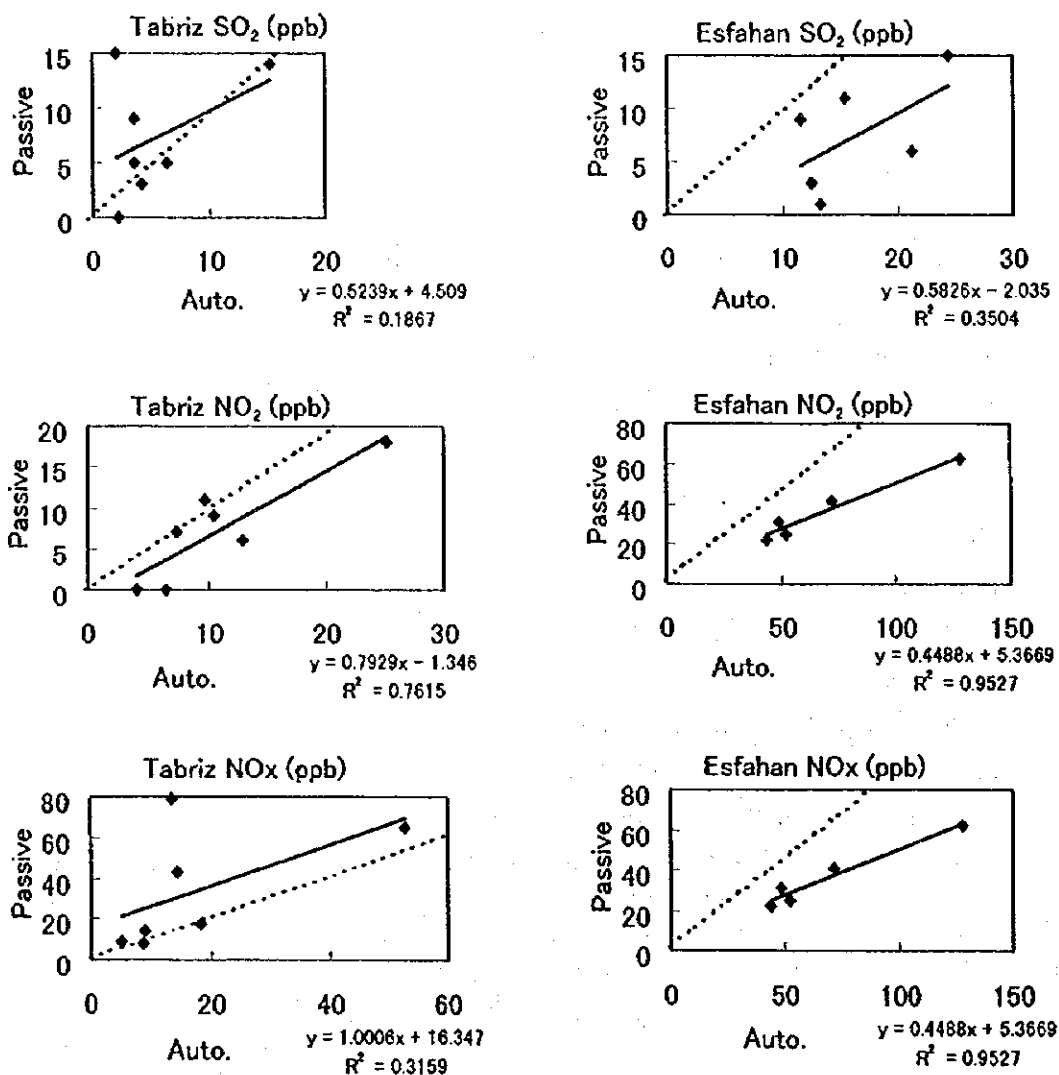 Tabriz SO₂ (ppb)
Passive
15
10
5
0
0 10 20
Auto.
y = 0.5239x + 4.509
R² = 0.1867
Esfahan SO₂ (ppb)
Passive
15
10
5
0
0 10 20 30
Auto.
y = 0.5826x − 2.035
R² = 0.3504
Tabriz NO₂ (ppb)
Passive
20
15
10
5
0
0 10 20 30
Auto.
y = 0.7929x − 1.346
R² = 0.7615
Esfahan NO₂ (ppb)
Passive
80
60
40
20
0
0 50 100 150
Auto.
y = 0.4488x + 5.3669
R² = 0.9527
Tabriz NOx (ppb)
Passive
80
60
40
20
0
0 20 40 60
Auto.
y = 1.0006x + 16.347
R² = 0.3159
Esfahan NOx (ppb)
Passive
80
60
40
20
0
0 50 100 150
Auto.
y = 0.4488x + 5.3669
R² = 0.9527